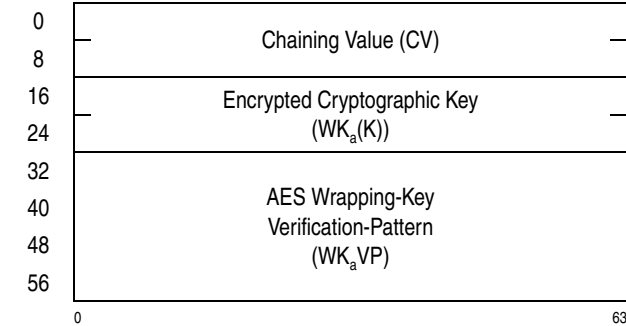 0
Chaining Value (CV)
8
16
Encrypted Cryptographic Key
24
(WKₐ(K))
32
40
AES Wrapping-Key
Verification-Pattern
48
(WKₐVP)
56
0 63